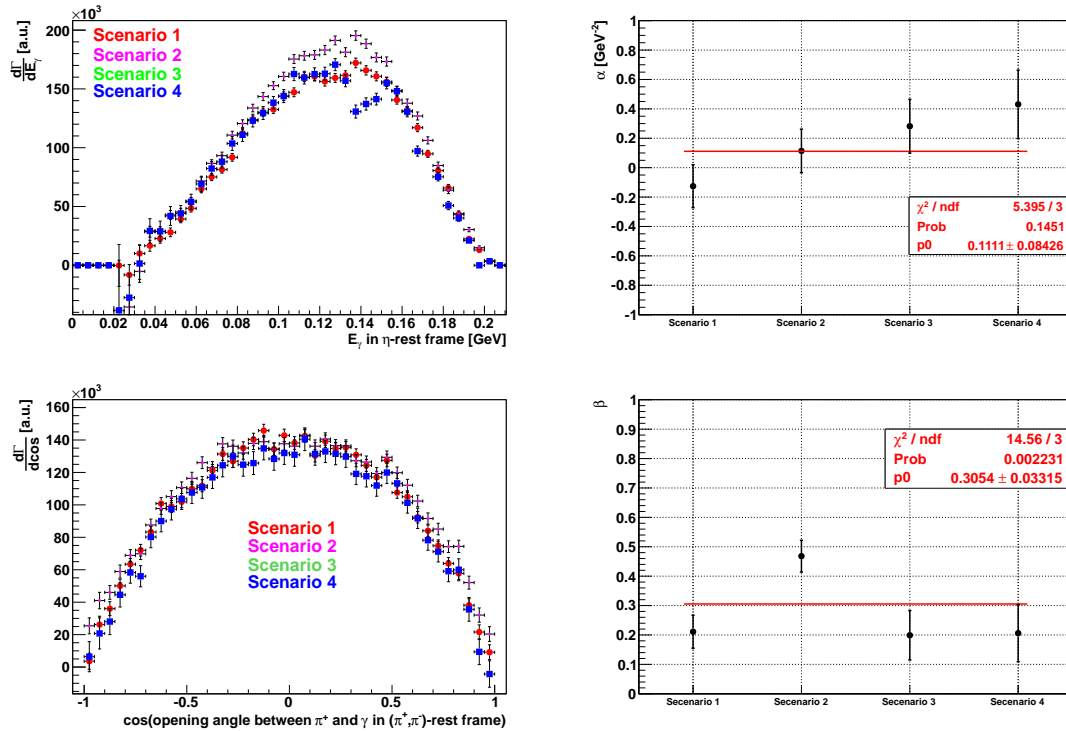 ×10³
dΓ/dEγ [a.u.]
200
150
100
50
0
Scenario 1
Scenario 2
Scenario 3
Scenario 4
0 0.02 0.04 0.06 0.08 0.1 0.12 0.14 0.16 0.18 0.2
Eγ in η-rest frame [GeV]
α [GeV⁻²]
1
0.8
0.6
0.4
0.2
0
-0.2
-0.4
-0.6
-0.8
-1
χ² / ndf 5.395 / 3
Prob 0.1451
p0 0.1111 ± 0.08426
Scenario 1 Scenario 2 Scenario 3 Scenario 4
×10³
dΓ/dcos [a.u.]
160
140
120
100
80
60
40
20
0
Scenario 1
Scenario 2
Scenario 3
Scenario 4
-1 -0.5 0 0.5 1
cos(opening angle between π⁺ and γ in (π⁺,π⁻)-rest frame)
β
1
0.9
0.8
0.7
0.6
0.5
0.4
0.3
0.2
0.1
0
χ² / ndf 14.56 / 3
Prob 0.002231
p0 0.3054 ± 0.03315
Secenario 1 Secenario 2 Secenario 3 Secenario 4